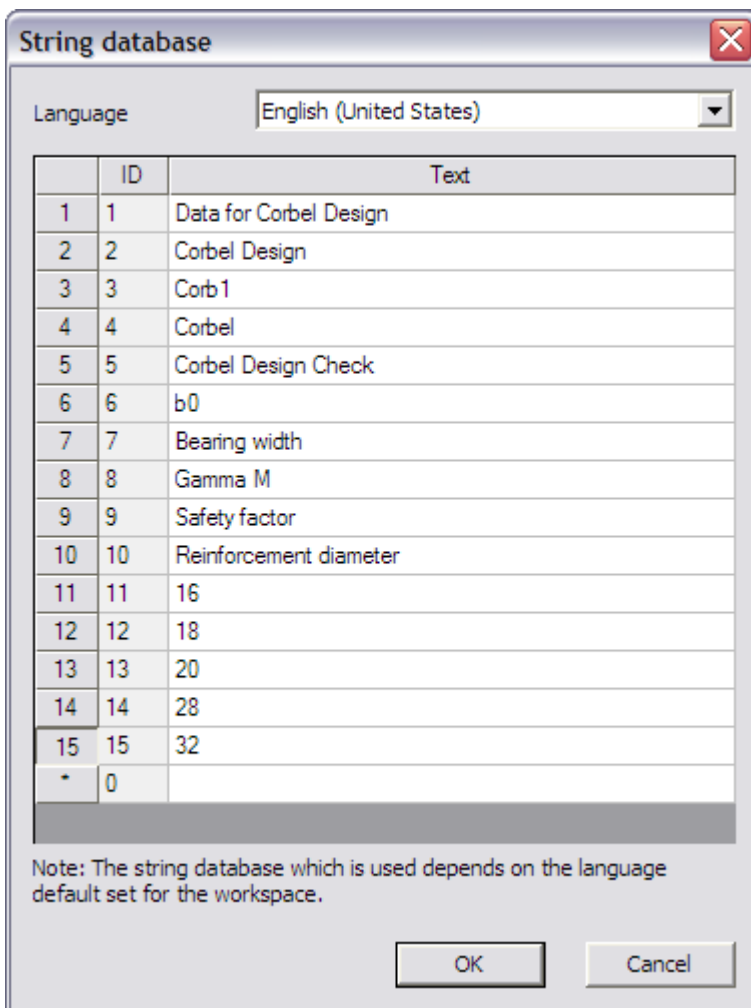 String database
Language English (United States)
ID Text
1 1 Data for Corbel Design
2 2 Corbel Design
3 3 Corb1
4 4 Corbel
5 5 Corbel Design Check
6 6 b0
7 7 Bearing width
8 8 Gamma M
9 9 Safety factor
10 10 Reinforcement diameter
11 11 16
12 12 18
13 13 20
14 14 28
15 15 32
* 0
Note: The string database which is used depends on the language
default set for the workspace.
OK Cancel